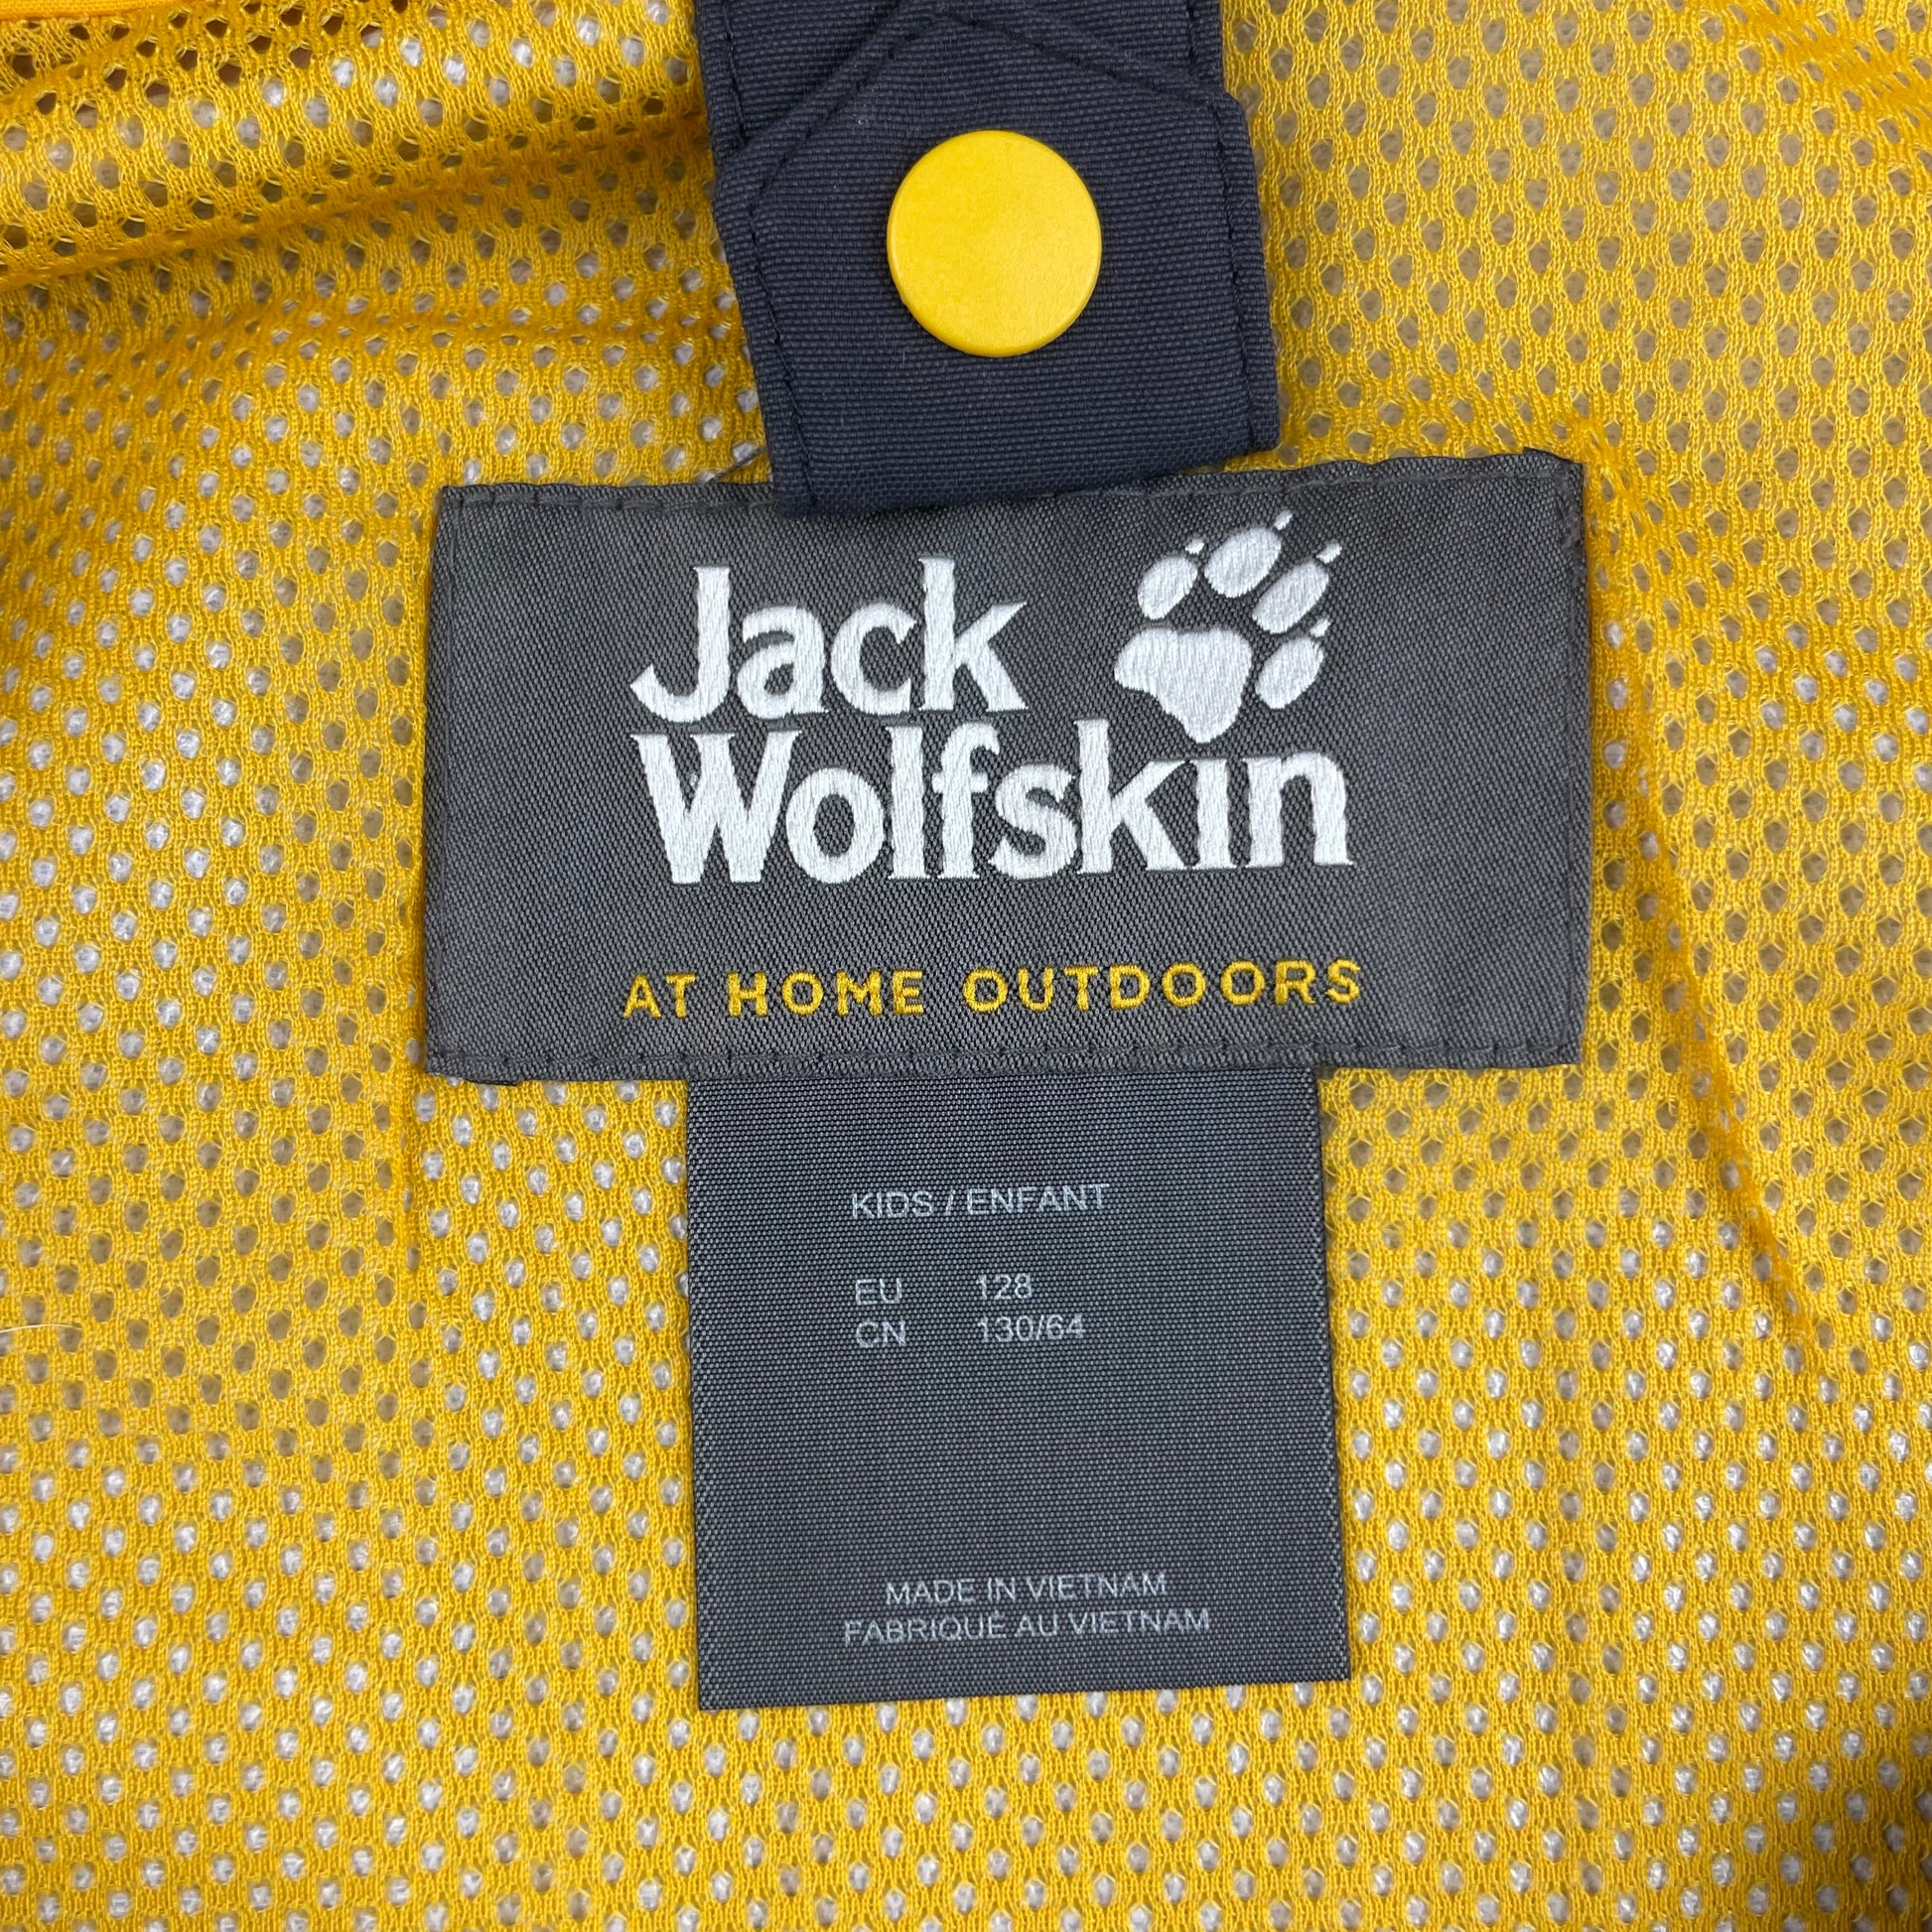 Jack
Wolfskin
AT HOME OUTDOORS
KIDS / ENFANT
EU 128
CN 130/64
MADE IN VIETNAM
FABRIQUÉ AU VIETNAM